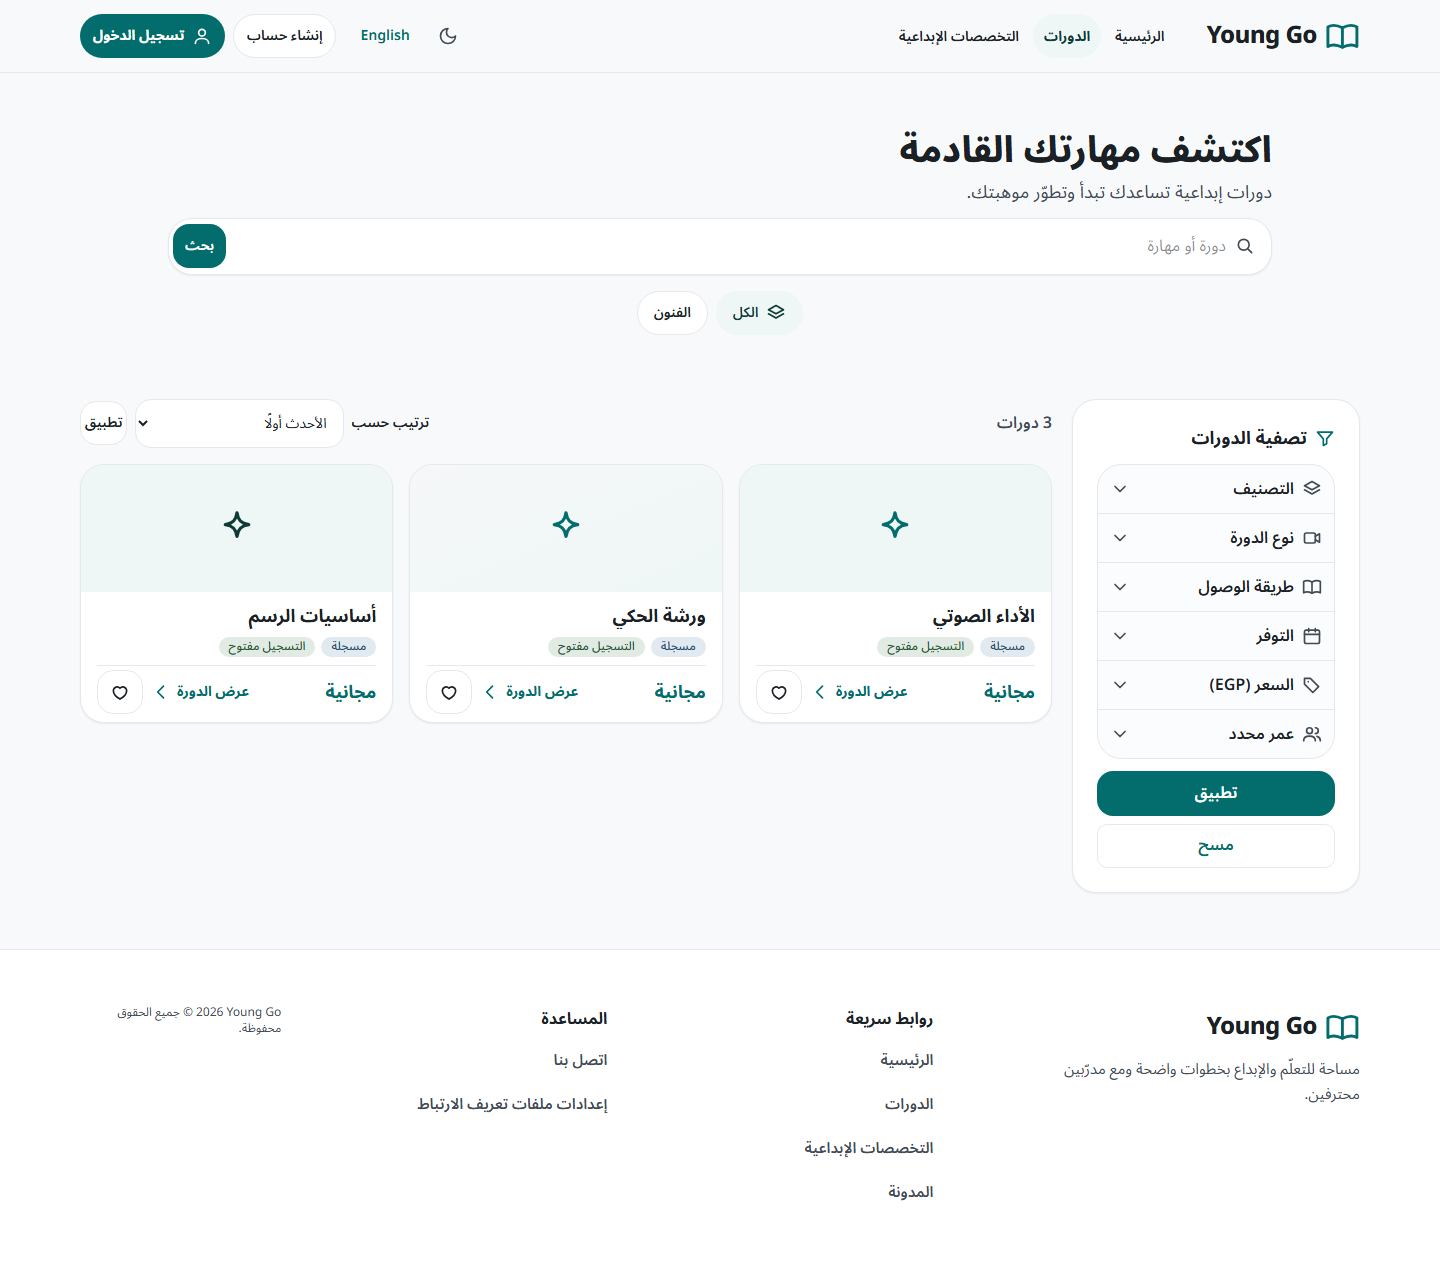 Young Go
الرئيسية
الدورات
التخصصات الإبداعية
English
إنشاء حساب
تسجيل الدخول
اكتشف مهارتك القادمة
دورات إبداعية تساعدك تبدأ وتطوّر موهبتك.
دورة أو مهارة
بحث
الكل
الفنون
تصفية الدورات
التصنيف
نوع الدورة
طريقة الوصول
التوفر
السعر (EGP)
عمر محدد
تطبيق
مسح
3 دورات
ترتيب حسب
الأحدث أولًا
تطبيق
الأداء الصوتي
مسجلة
التسجيل مفتوح
مجانية
عرض الدورة
ورشة الحكي
مسجلة
التسجيل مفتوح
مجانية
عرض الدورة
أساسيات الرسم
مسجلة
التسجيل مفتوح
مجانية
عرض الدورة
Young Go
مساحة للتعلّم والإبداع بخطوات واضحة ومع مدرّبين
محترفين.
روابط سريعة
الرئيسية
الدورات
التخصصات الإبداعية
المدونة
المساعدة
اتصل بنا
إعدادات ملفات تعريف الارتباط
Young Go 2026 © جميع الحقوق
محفوظة.